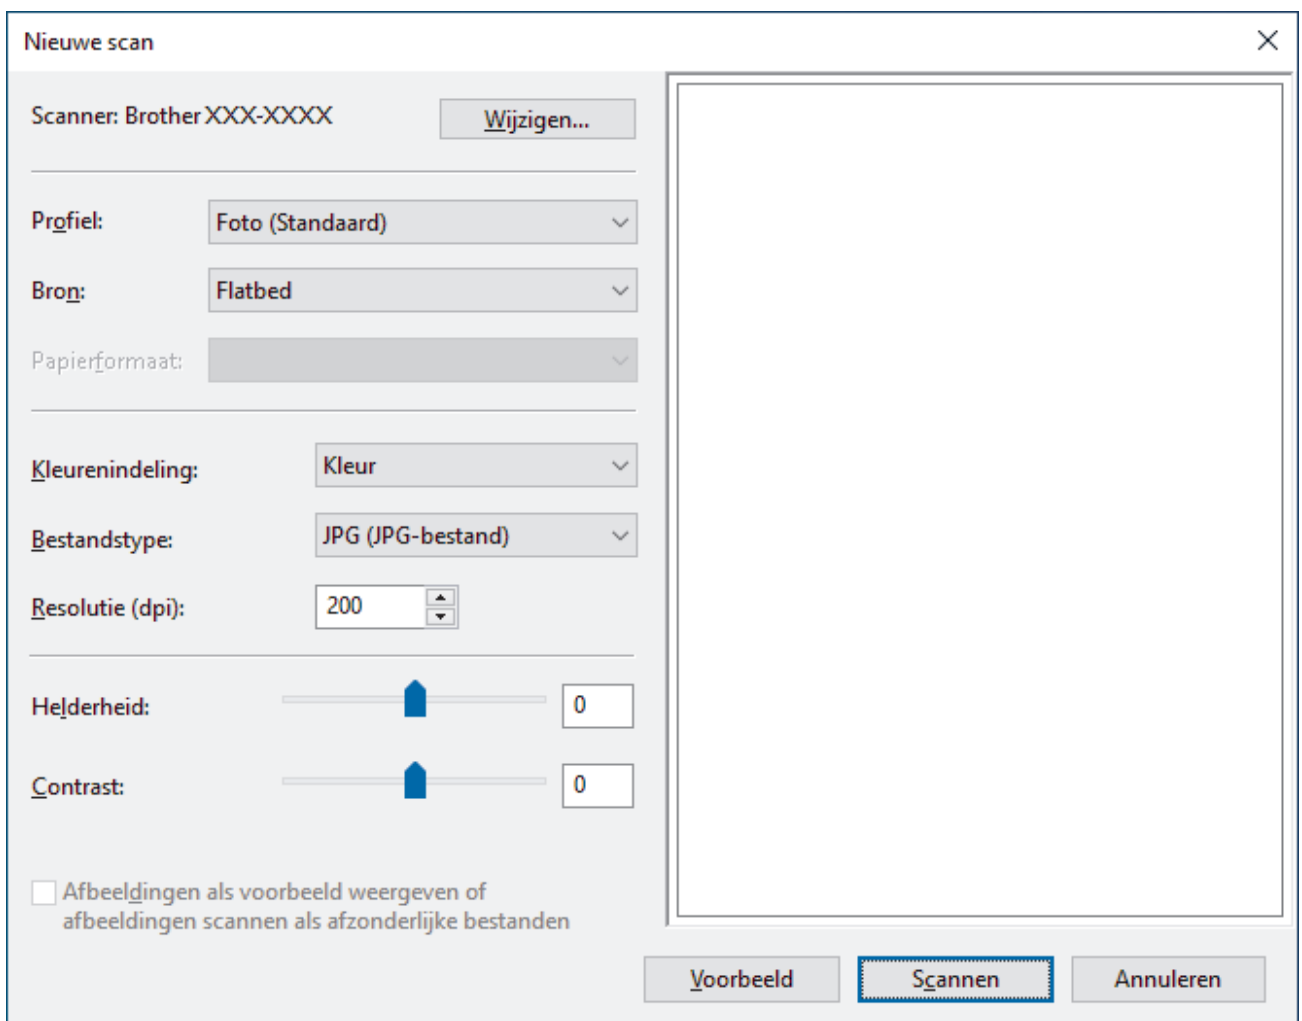 Nieuwe scan
Scanner: Brother XXX-XXXX
Wijzigen...
Profiel:
Foto (Standaard)
Bron:
Flatbed
Papierformaat:
Kleurenindeling:
Kleur
Bestandstype:
JPG (JPG-bestand)
Resolutie (dpi):
200
Helderheid:
0
Contrast:
0
Afbeeldingen als voorbeeld weergeven of
afbeeldingen scannen als afzonderlijke bestanden
Voorbeeld
Scannen
Annuleren